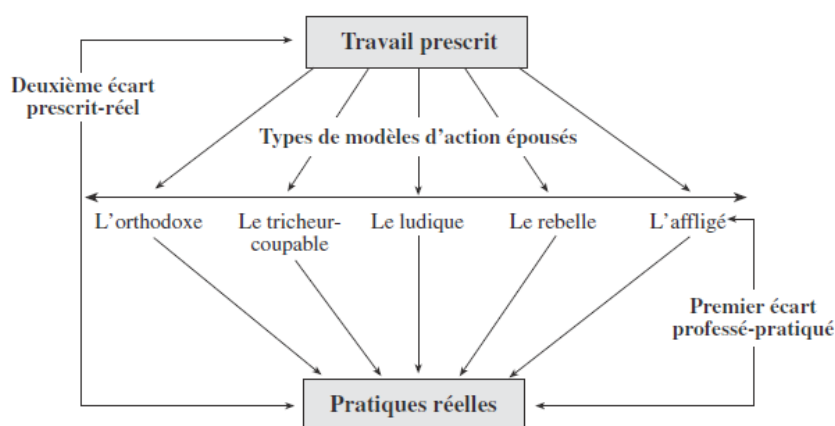 Travail prescrit
Deuxième écart
prescrit-réel
Types de modèles d'action épousés
L'orthodoxe
Le tricheur-
coupable
Le ludique
Le rebelle
L'affligé
Premier écart
professé-pratiqué
Pratiques réelles